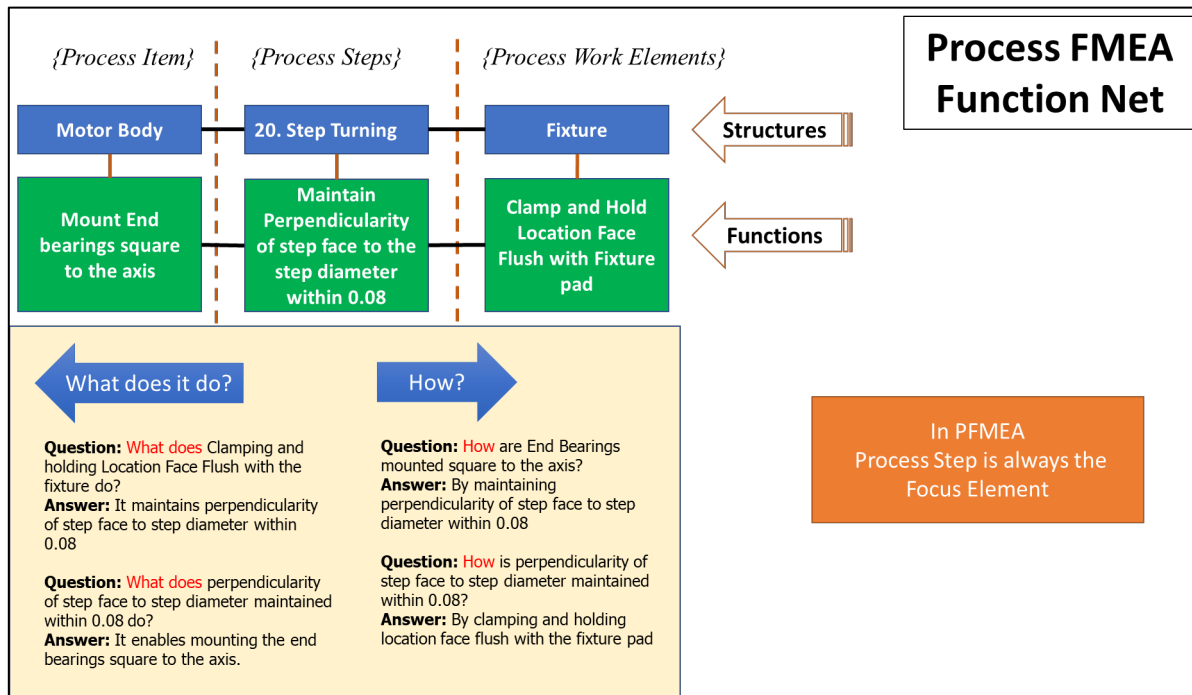 Process FMEA
Function Net
{Process Item}
{Process Steps}
{Process Work Elements}
Motor Body
20. Step Turning
Fixture
Structures
Mount End
bearings square
to the axis
Maintain
Perpendicularity
of step face to the
step diameter
within 0.08
Clamp and Hold
Location Face
Flush with Fixture
pad
Functions
What does it do?
How?
Question: What does Clamping and
holding Location Face Flush with the
fixture do?
Answer: It maintains perpendicularity
of step face to step diameter within
0.08
Question: What does perpendicularity
of step face to step diameter maintained
within 0.08 do?
Answer: It enables mounting the end
bearings square to the axis.
Question: How are End Bearings
mounted square to the axis?
Answer: By maintaining
perpendicularity of step face to step
diameter within 0.08
Question: How is perpendicularity of
step face to step diameter maintained
within 0.08?
Answer: By clamping and holding
location face flush with the fixture pad
In PFMEA
Process Step is always the
Focus Element